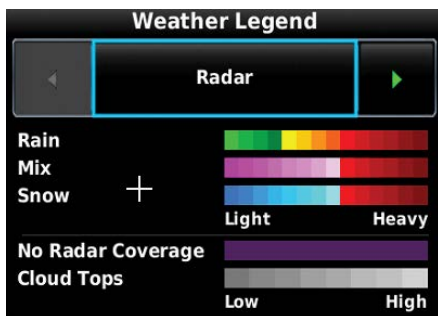 Weather Legend
Radar
Rain
Mix
Snow
Light Heavy
No Radar Coverage
Cloud Tops
Low High